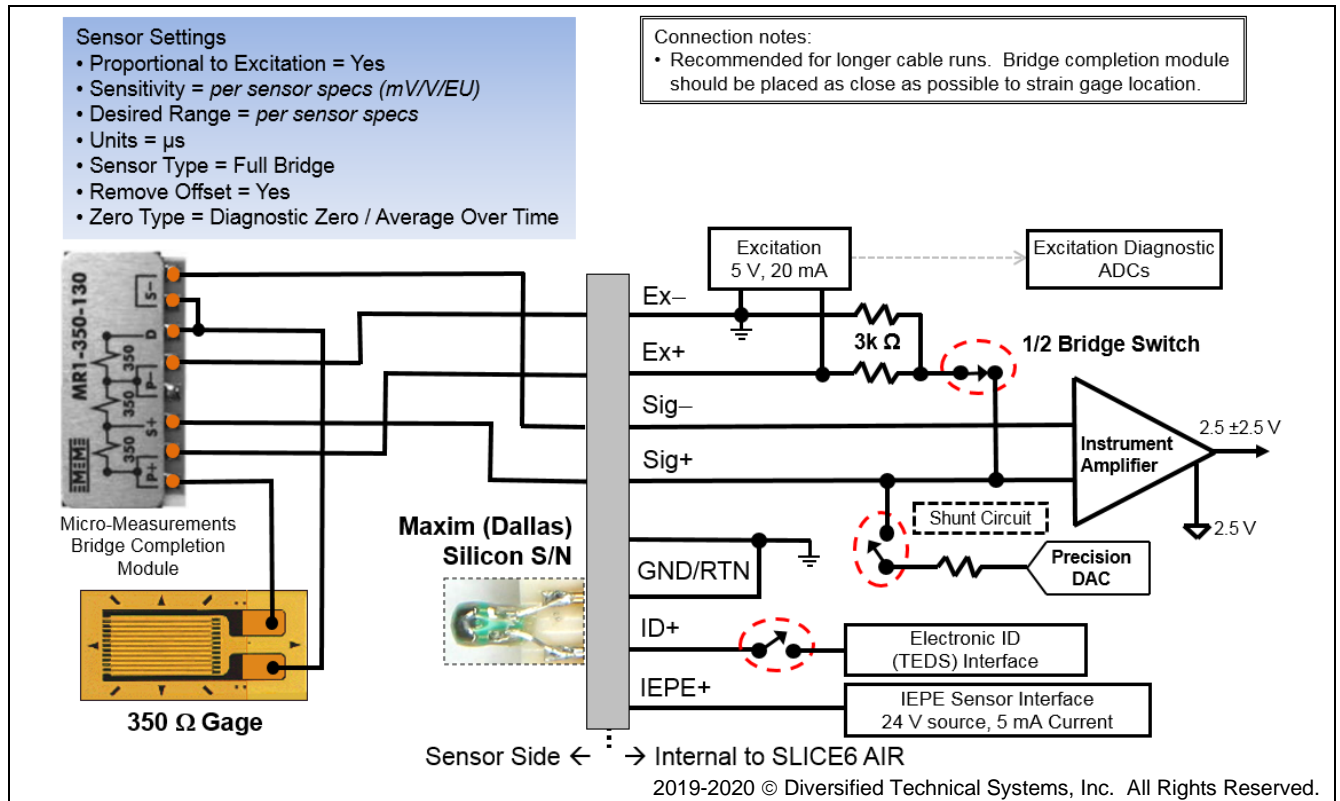 Sensor Settings
• Proportional to Excitation = Yes
• Sensitivity = per sensor specs (mV/V/EU)
• Desired Range = per sensor specs
• Units = µs
• Sensor Type = Full Bridge
• Remove Offset = Yes
• Zero Type = Diagnostic Zero / Average Over Time
Connection notes:
• Recommended for longer cable runs.  Bridge completion module
should be placed as close as possible to strain gage location.
MR1-350-130
S–
D
350
P–
350
S+
350
P+
MEME
Micro-Measurements
Bridge Completion
Module
350 Ω Gage
Maxim (Dallas)
Silicon S/N
Ex–
Ex+
Sig–
Sig+
GND/RTN
ID+
IEPE+
Excitation
5 V, 20 mA
Excitation Diagnostic
ADCs
3k Ω
1/2 Bridge Switch
Instrument
Amplifier
2.5 ±2.5 V
2.5 V
Shunt Circuit
Precision
DAC
Electronic ID
(TEDS) Interface
IEPE Sensor Interface
24 V source, 5 mA Current
Sensor Side ← → Internal to SLICE6 AIR
2019-2020 © Diversified Technical Systems, Inc.  All Rights Reserved.